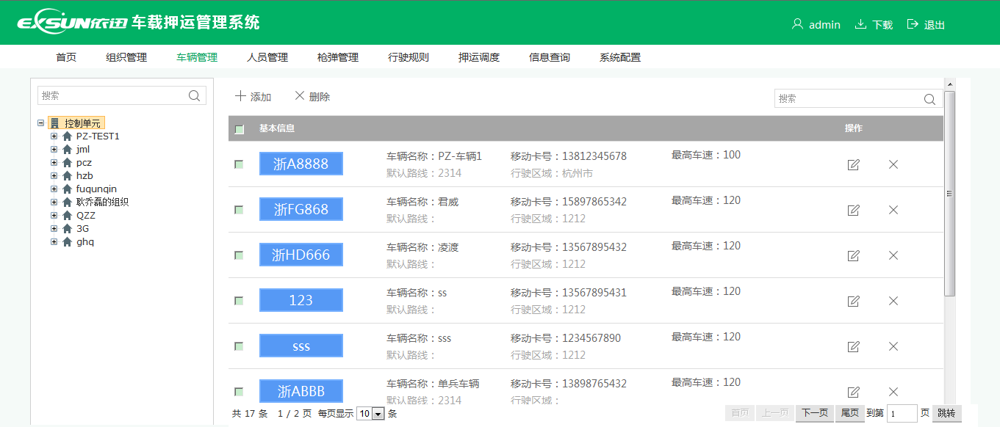 EXSUN依迅 车载押运管理系统
admin 下载 退出
首页 组织管理 车辆管理 人员管理 枪弹管理 行驶规则 押运调度 信息查询 系统配置
搜索
控制单元
PZ-TEST1
jml
pcz
hzb
fuqunqin
耿乔磊的组织
QZZ
3G
ghq
添加 删除
搜索
基本信息 操作
浙A8888 车辆名称：PZ-车辆1 移动卡号：13812345678 最高车速：100
默认路线：2314 行驶区域：杭州市
浙FG868 车辆名称：君威 移动卡号：15897865342 最高车速：120
默认路线： 行驶区域：1212
浙HD666 车辆名称：凌渡 移动卡号：13567895432 最高车速：120
默认路线： 行驶区域：1212
123 车辆名称：ss 移动卡号：13567895431 最高车速：120
默认路线： 行驶区域：1212
sss 车辆名称：sss 移动卡号：1234567890 最高车速：120
默认路线： 行驶区域：1212
浙ABBB 车辆名称：单兵车辆 移动卡号：13898765432 最高车速：120
默认路线：2314 行驶区域：
共 17 条 1 / 2 页 每页显示 10 条 首页 上一页 下一页 尾页 到第 1 页 跳转